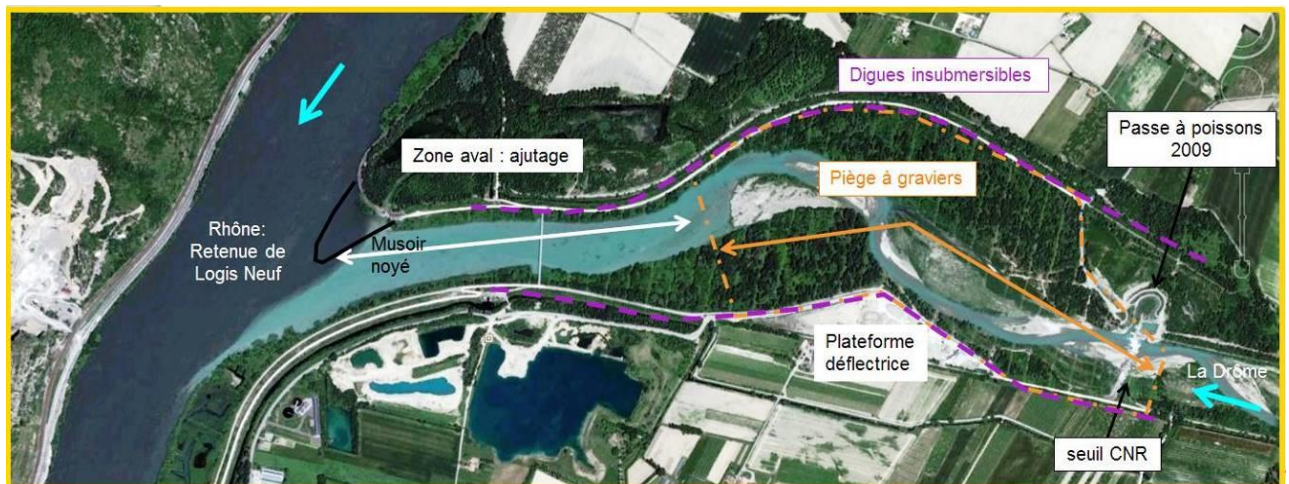 Digues insubmersibles
Passe à poissons
2009
Zone aval : ajutage
Piège à graviers
Rhône:
Retenue de
Logis Neuf
Musoir
noyé
Plateforme
déflectrice
La Drôme
seuil CNR